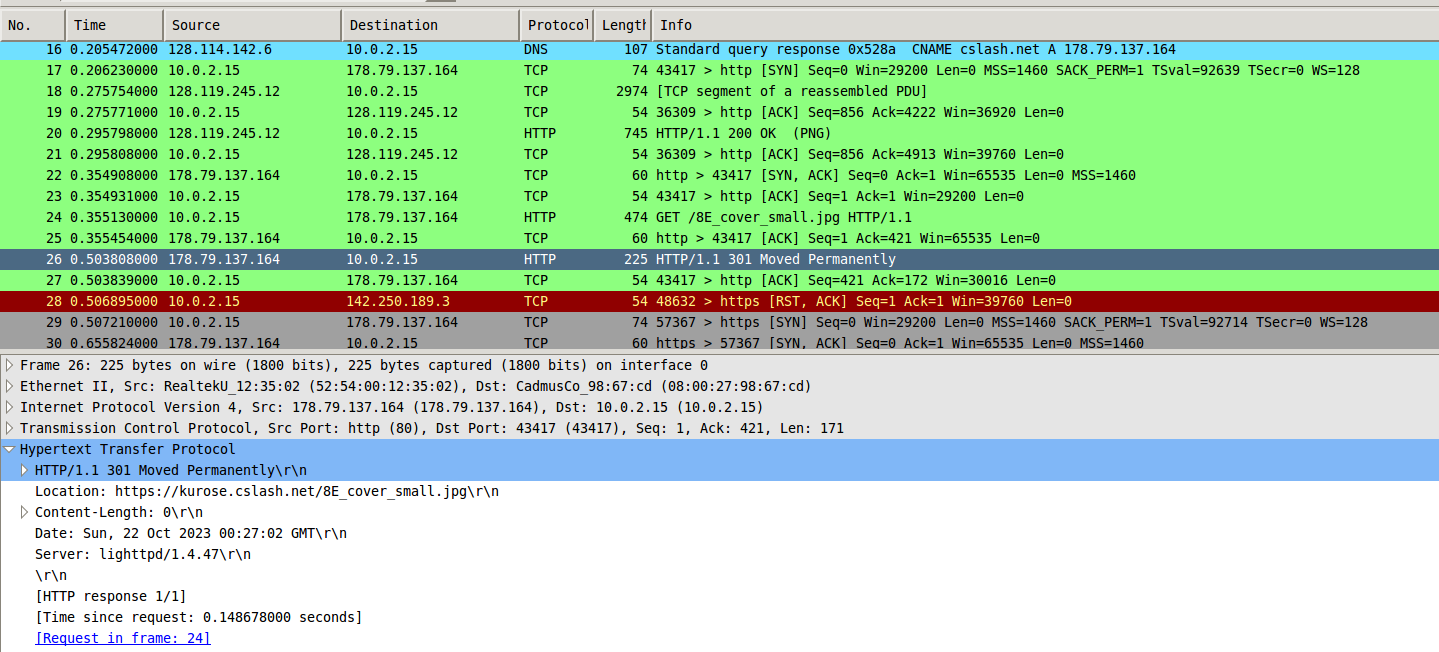 No. Time Source Destination Protocol Length Info
16 0.205472000 128.114.142.6 10.0.2.15 DNS 107 Standard query response 0x528a  CNAME cslash.net A 178.79.137.164
17 0.206230000 10.0.2.15 178.79.137.164 TCP 74 43417 > http [SYN] Seq=0 Win=29200 Len=0 MSS=1460 SACK_PERM=1 TSval=92639 TSecr=0 WS=128
18 0.275754000 128.119.245.12 10.0.2.15 TCP 2974 [TCP segment of a reassembled PDU]
19 0.275771000 10.0.2.15 128.119.245.12 TCP 54 36309 > http [ACK] Seq=856 Ack=4222 Win=36920 Len=0
20 0.295798000 128.119.245.12 10.0.2.15 HTTP 745 HTTP/1.1 200 OK  (PNG)
21 0.295808000 10.0.2.15 128.119.245.12 TCP 54 36309 > http [ACK] Seq=856 Ack=4913 Win=39760 Len=0
22 0.354908000 178.79.137.164 10.0.2.15 TCP 60 http > 43417 [SYN, ACK] Seq=0 Ack=1 Win=65535 Len=0 MSS=1460
23 0.354931000 10.0.2.15 178.79.137.164 TCP 54 43417 > http [ACK] Seq=1 Ack=1 Win=29200 Len=0
24 0.355130000 10.0.2.15 178.79.137.164 HTTP 474 GET /8E_cover_small.jpg HTTP/1.1
25 0.355454000 178.79.137.164 10.0.2.15 TCP 60 http > 43417 [ACK] Seq=1 Ack=421 Win=65535 Len=0
26 0.503808000 178.79.137.164 10.0.2.15 HTTP 225 HTTP/1.1 301 Moved Permanently
27 0.503839000 10.0.2.15 178.79.137.164 TCP 54 43417 > http [ACK] Seq=421 Ack=172 Win=30016 Len=0
28 0.506895000 10.0.2.15 142.250.189.3 TCP 54 48632 > https [RST, ACK] Seq=1 Ack=1 Win=39760 Len=0
29 0.507210000 10.0.2.15 178.79.137.164 TCP 74 57367 > https [SYN] Seq=0 Win=29200 Len=0 MSS=1460 SACK_PERM=1 TSval=92714 TSecr=0 WS=128
30 0.655824000 178.79.137.164 10.0.2.15 TCP 60 https > 57367 [SYN, ACK] Seq=0 Ack=1 Win=65535 Len=0 MSS=1460
Frame 26: 225 bytes on wire (1800 bits), 225 bytes captured (1800 bits) on interface 0
Ethernet II, Src: RealtekU_12:35:02 (52:54:00:12:35:02), Dst: CadmusCo_98:67:cd (08:00:27:98:67:cd)
Internet Protocol Version 4, Src: 178.79.137.164 (178.79.137.164), Dst: 10.0.2.15 (10.0.2.15)
Transmission Control Protocol, Src Port: http (80), Dst Port: 43417 (43417), Seq: 1, Ack: 421, Len: 171
Hypertext Transfer Protocol
HTTP/1.1 301 Moved Permanently\r\n
Location: https://kurose.cslash.net/8E_cover_small.jpg\r\n
Content-Length: 0\r\n
Date: Sun, 22 Oct 2023 00:27:02 GMT\r\n
Server: lighttpd/1.4.47\r\n
\r\n
[HTTP response 1/1]
[Time since request: 0.148678000 seconds]
[Request in frame: 24]